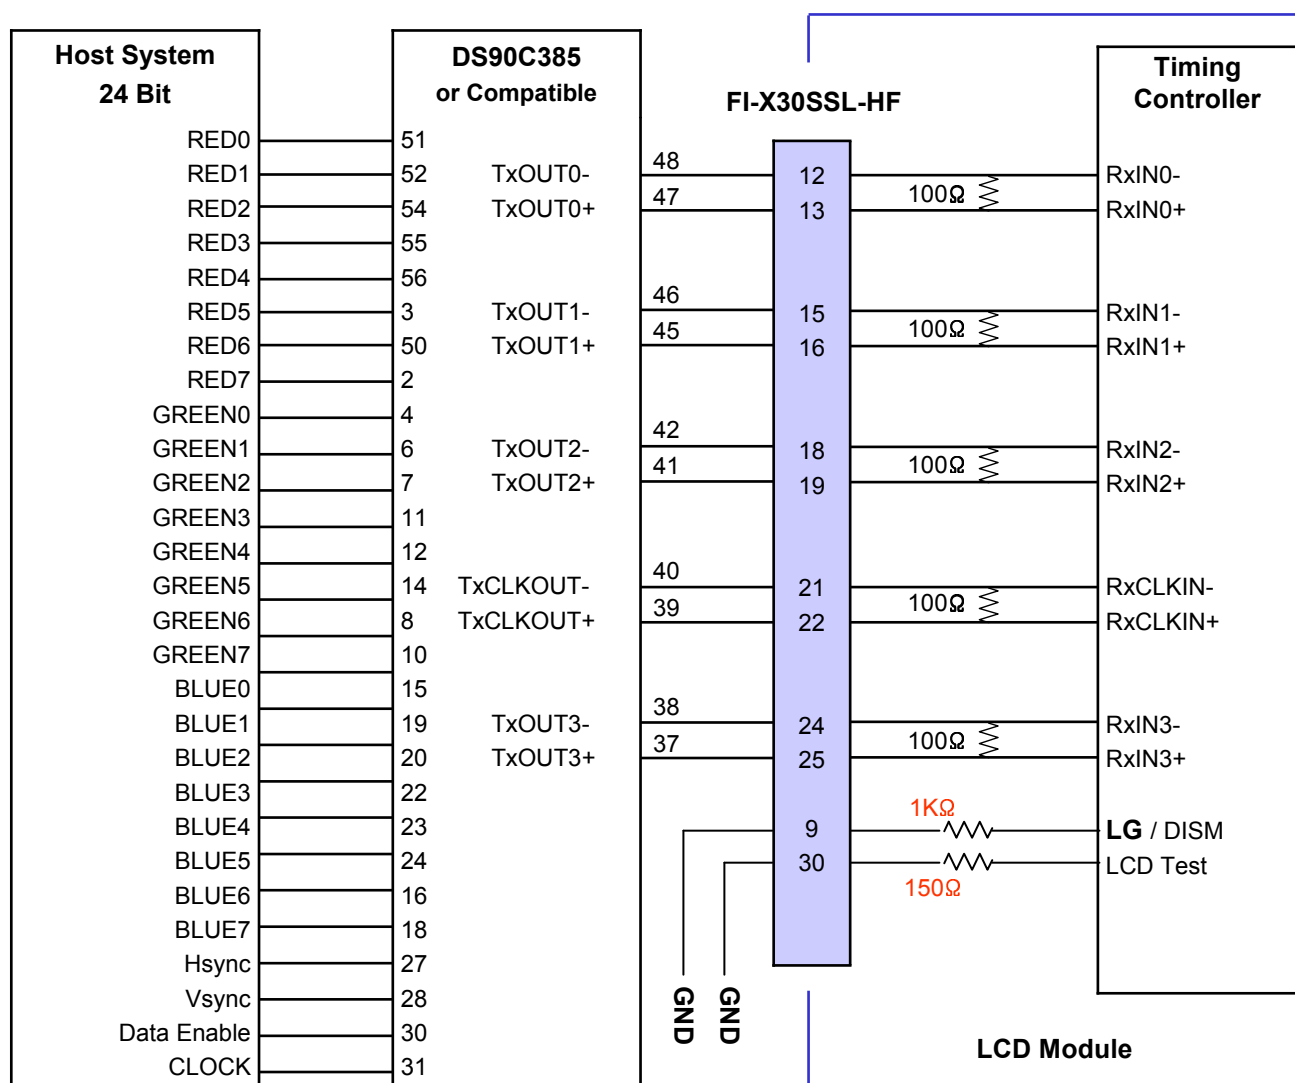 Host System
24 Bit
DS90C385
or Compatible
FI-X30SSL-HF
Timing
Controller
RED0 51
RED1 52 TxOUT0- 48 12 RxIN0-
100Ω
RED2 54 TxOUT0+ 47 13 RxIN0+
RED3 55
RED4 56
RED5 3 TxOUT1- 46 15 RxIN1-
100Ω
RED6 50 TxOUT1+ 45 16 RxIN1+
RED7 2
GREEN0 4
GREEN1 6 TxOUT2- 42 18 RxIN2-
100Ω
GREEN2 7 TxOUT2+ 41 19 RxIN2+
GREEN3 11
GREEN4 12
GREEN5 14 TxCLKOUT- 40 21 RxCLKIN-
100Ω
GREEN6 8 TxCLKOUT+ 39 22 RxCLKIN+
GREEN7 10
BLUE0 15
BLUE1 19 TxOUT3- 38 24 RxIN3-
100Ω
BLUE2 20 TxOUT3+ 37 25 RxIN3+
BLUE3 22
1KΩ
BLUE4 23 9 LG / DISM
BLUE5 24 30 LCD Test
150Ω
BLUE6 16
BLUE7 18
Hsync 27
Vsync 28
GND GND
Data Enable 30
LCD Module
CLOCK 31